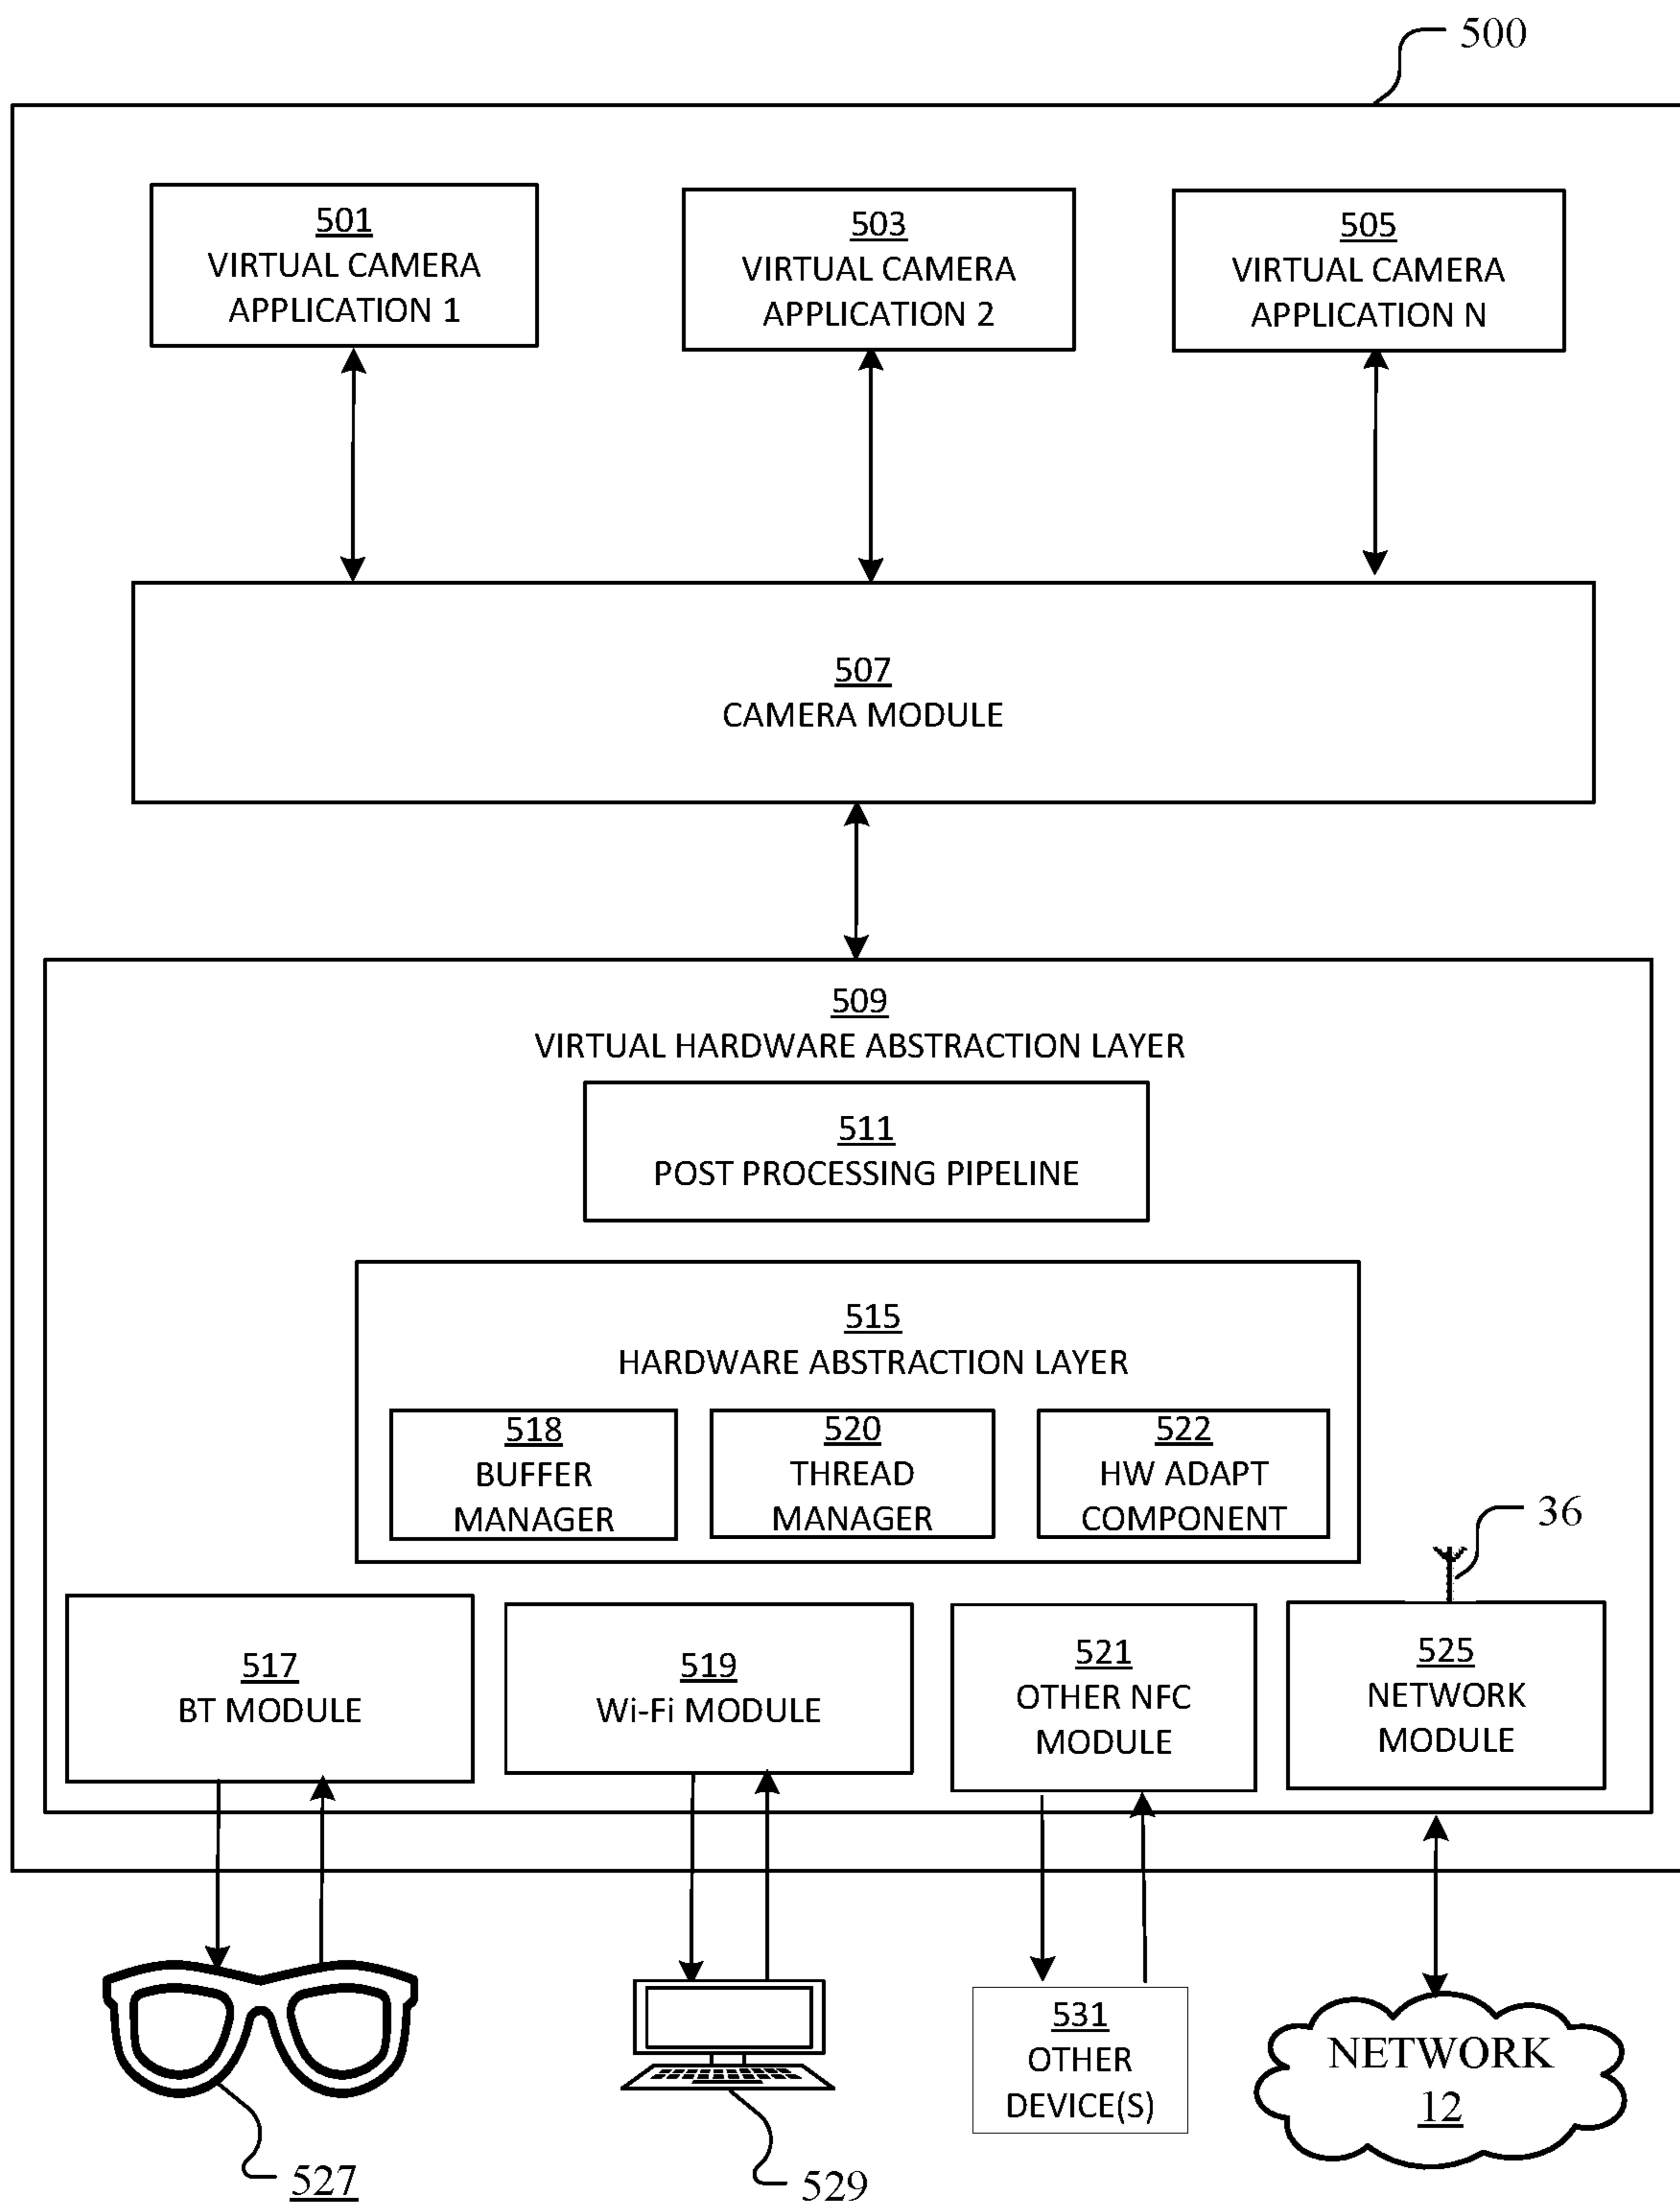 500
501
VIRTUAL CAMERA
APPLICATION 1
503
VIRTUAL CAMERA
APPLICATION 2
505
VIRTUAL CAMERA
APPLICATION N
507
CAMERA MODULE
509
VIRTUAL HARDWARE ABSTRACTION LAYER
511
POST PROCESSING PIPELINE
515
HARDWARE ABSTRACTION LAYER
518
BUFFER
MANAGER
520
THREAD
MANAGER
522
HW ADAPT
COMPONENT
36
517
BT MODULE
519
Wi-Fi MODULE
521
OTHER NFC
MODULE
525
NETWORK
MODULE
527
529
531
OTHER
DEVICE(S)
NETWORK
12